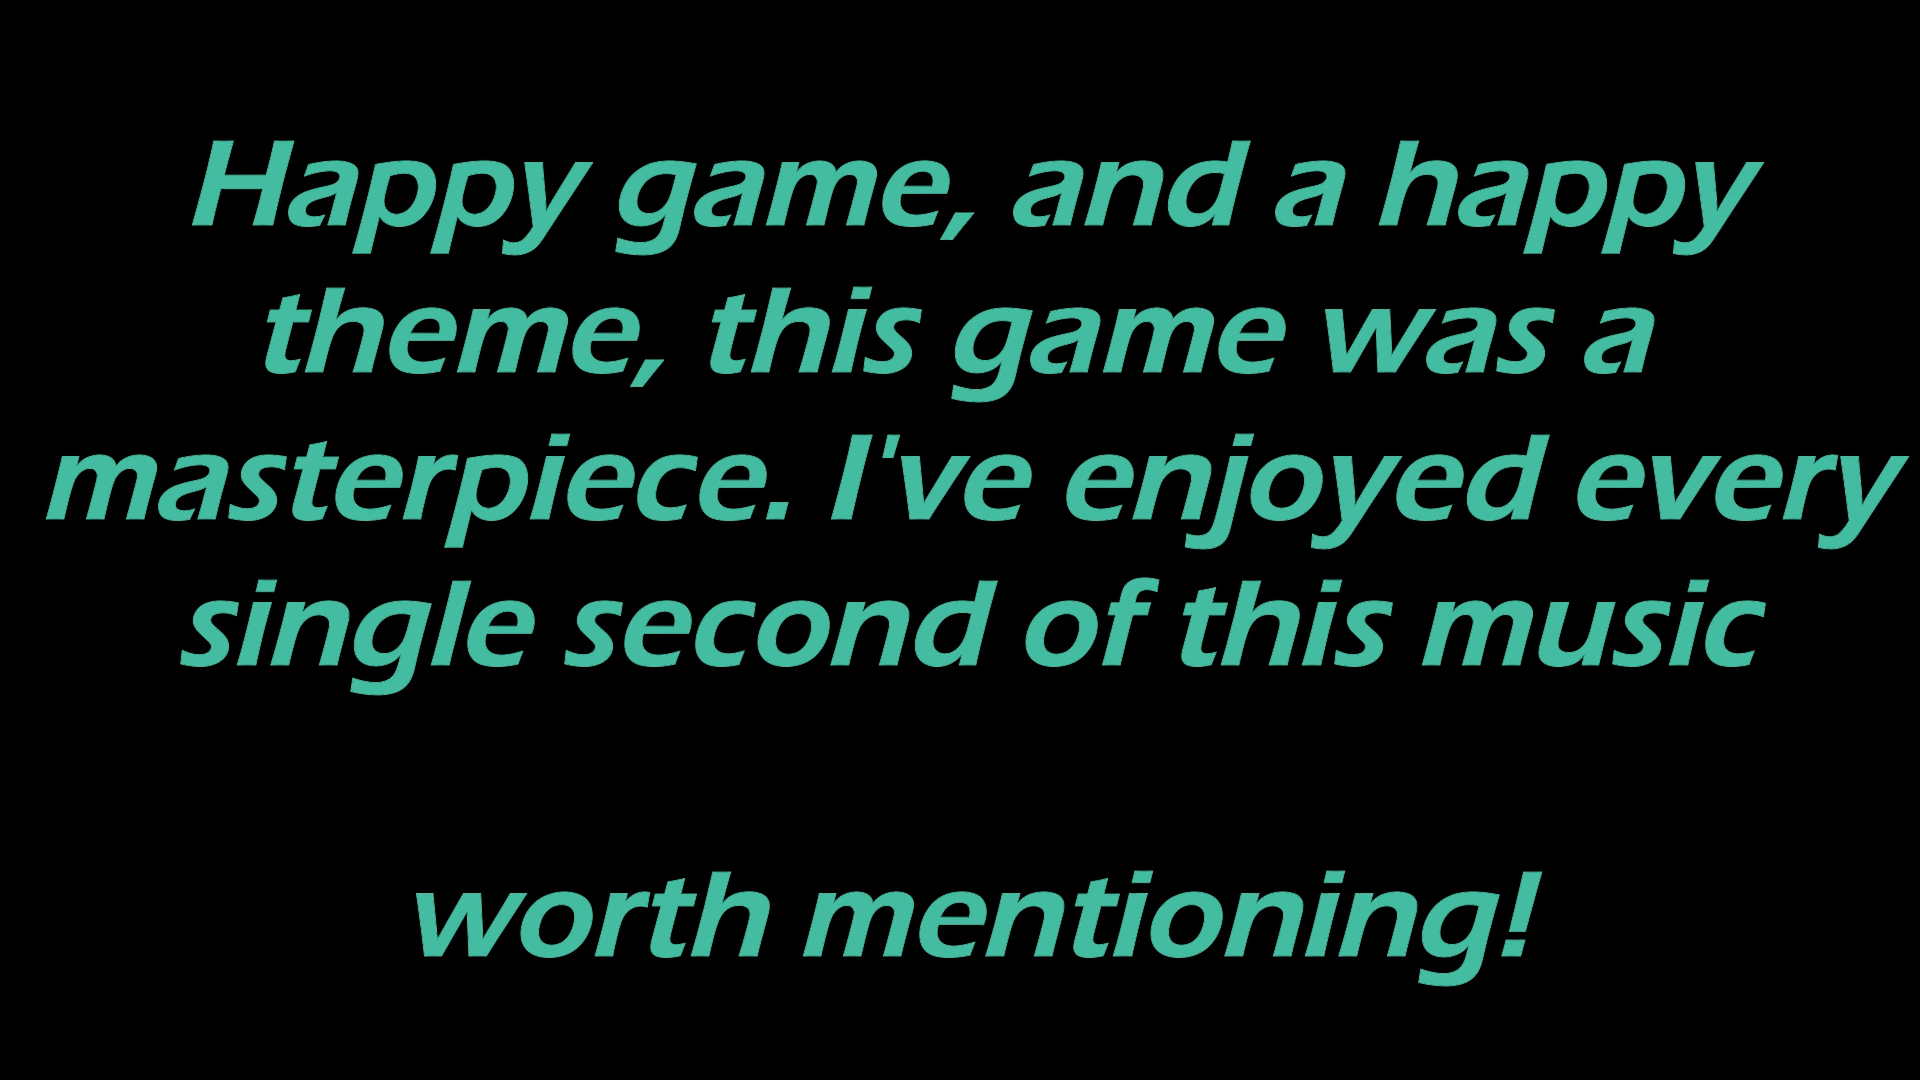 Happy game, and a happy
theme, this game was a
masterpiece. I've enjoyed every
single second of this music
worth mentioning!